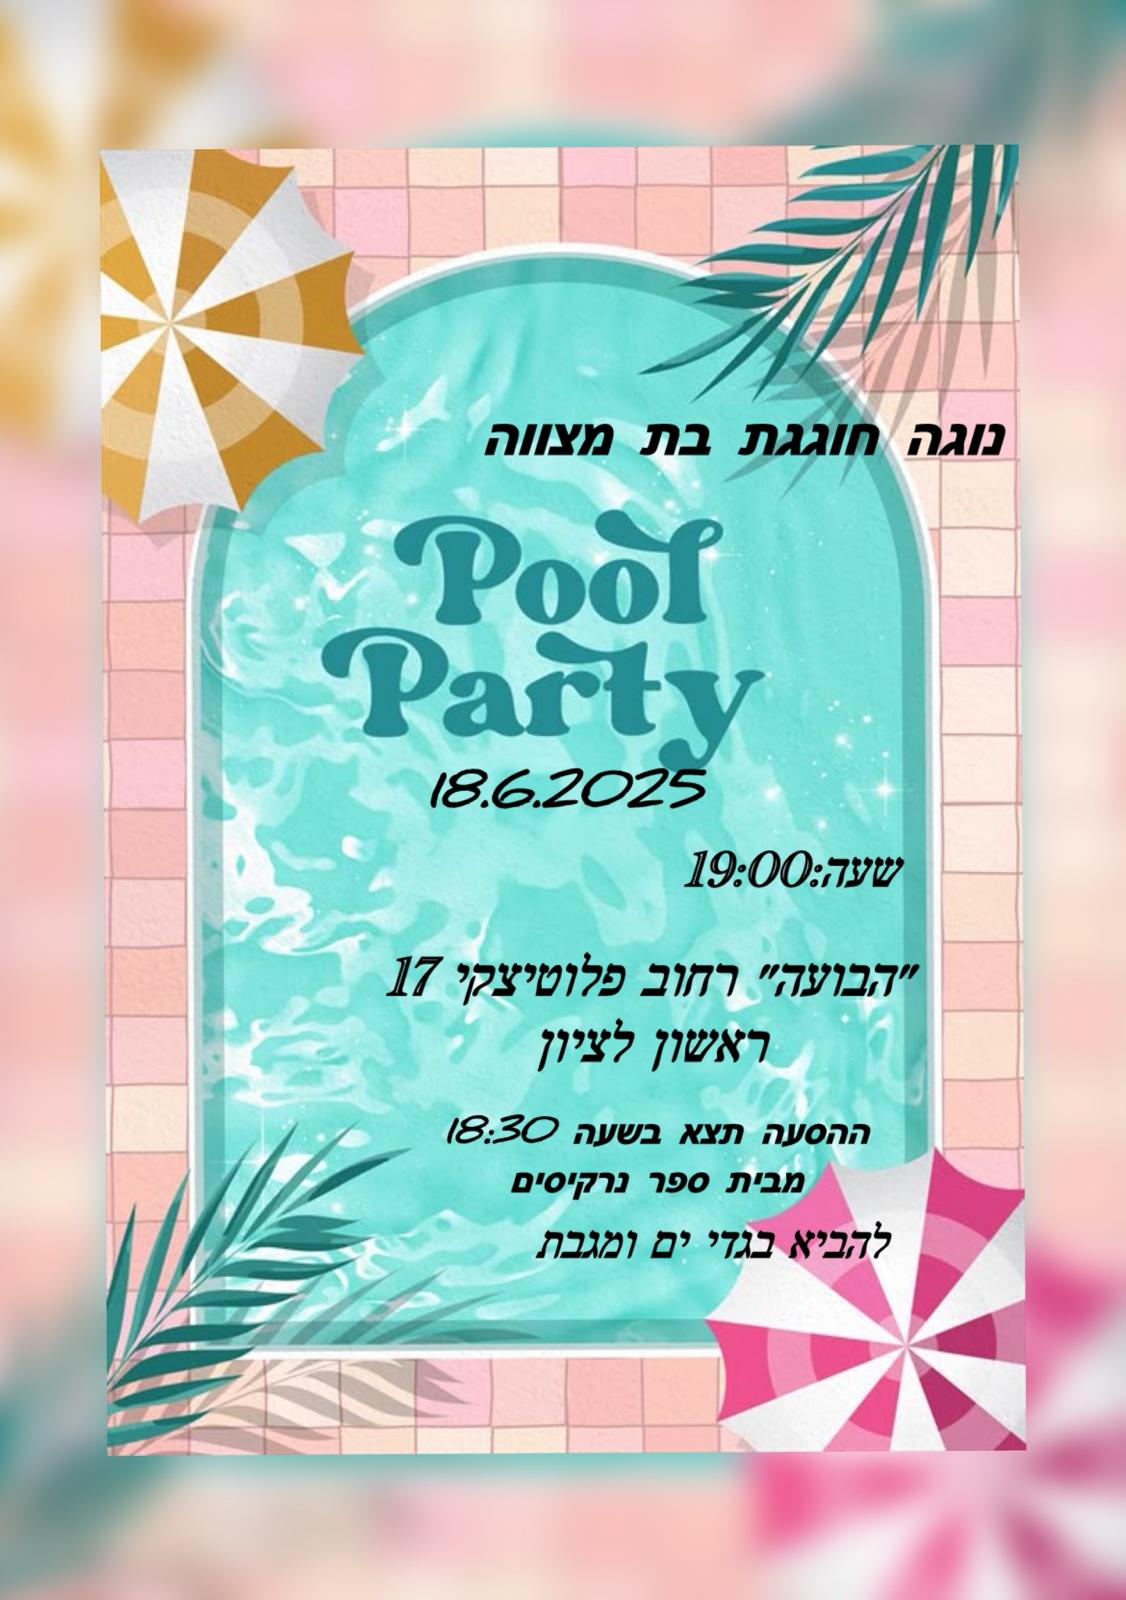 נוגה חוגגת בת מצווה
Pool
Party
18.6.2025
שעה:19:00
"הבועה" רחוב פלוטיצקי 17
ראשון לציון
ההסעה תצא בשעה 18:30
מבית ספר נרקיסים
להביא בגדי ים ומגבת